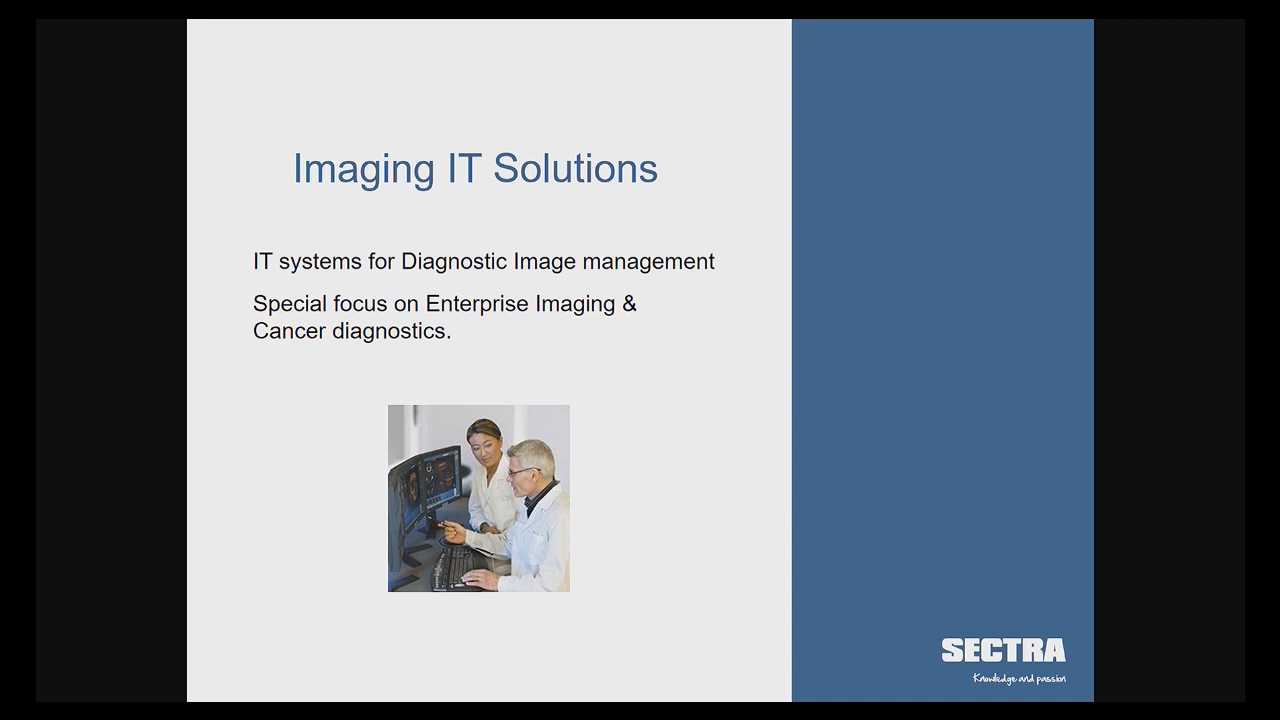 Imaging IT Solutions
IT systems for Diagnostic Image management
Special focus on Enterprise Imaging &
Cancer diagnostics.
SECTRA
Knowledge and passion